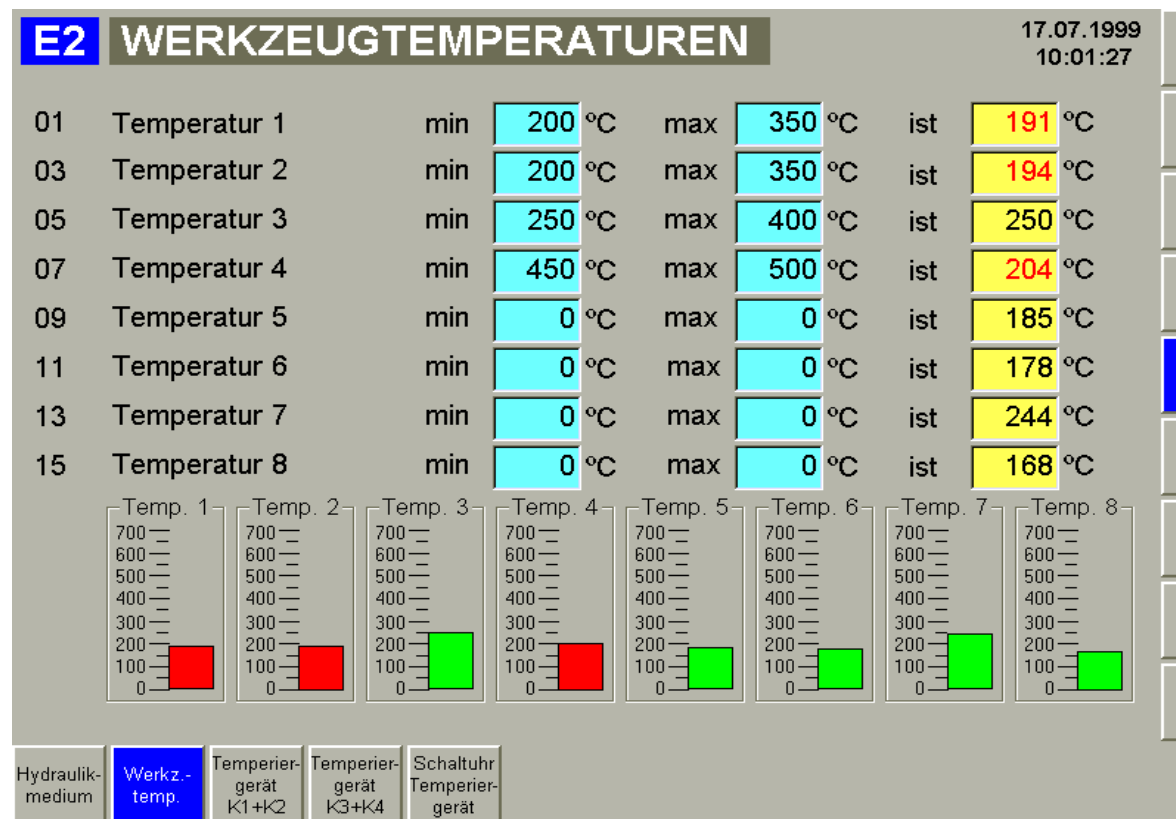 E2 WERKZEUGTEMPERATUREN 17.07.1999
10:01:27
01 Temperatur 1 min 200 °C max 350 °C ist 191 °C
03 Temperatur 2 min 200 °C max 350 °C ist 194 °C
05 Temperatur 3 min 250 °C max 400 °C ist 250 °C
07 Temperatur 4 min 450 °C max 500 °C ist 204 °C
09 Temperatur 5 min 0 °C max 0 °C ist 185 °C
11 Temperatur 6 min 0 °C max 0 °C ist 178 °C
13 Temperatur 7 min 0 °C max 0 °C ist 244 °C
15 Temperatur 8 min 0 °C max 0 °C ist 168 °C
Temp. 1 Temp. 2 Temp. 3 Temp. 4 Temp. 5 Temp. 6 Temp. 7 Temp. 8
700 700 700 700 700 700 700 700
600 600 600 600 600 600 600 600
500 500 500 500 500 500 500 500
400 400 400 400 400 400 400 400
300 300 300 300 300 300 300 300
200 200 200 200 200 200 200 200
100 100 100 100 100 100 100 100
0 0 0 0 0 0 0 0
Hydraulik-
medium
Werkz.-
temp.
Temperier-
gerät
K1+K2
Temperier-
gerät
K3+K4
Schaltuhr
Temperier-
gerät